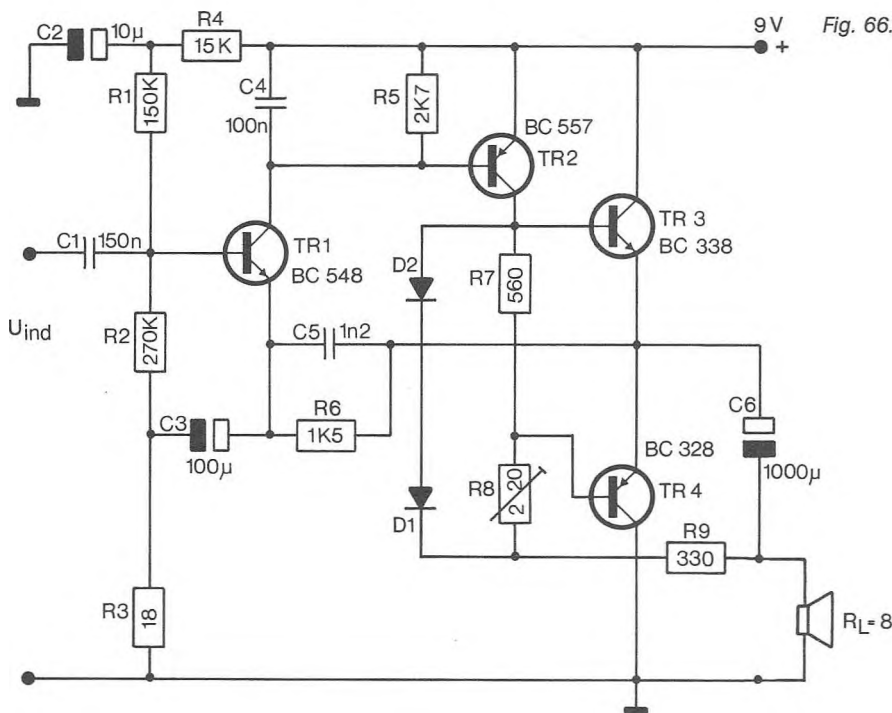 Fig. 66.
9 V
+
C2
10µ
R4
15 K
R1
150K
C4
100n
R5
2K7
BC 557
TR2
C1
150n
TR1
BC 548
D2
R7
560
TR 3
BC 338
Uind
R2
270K
C5
1n2
C3
100µ
R6
1K5
C6
1000µ
BC 328
TR 4
R8
220
D1
R9
330
R3
18
RL= 8